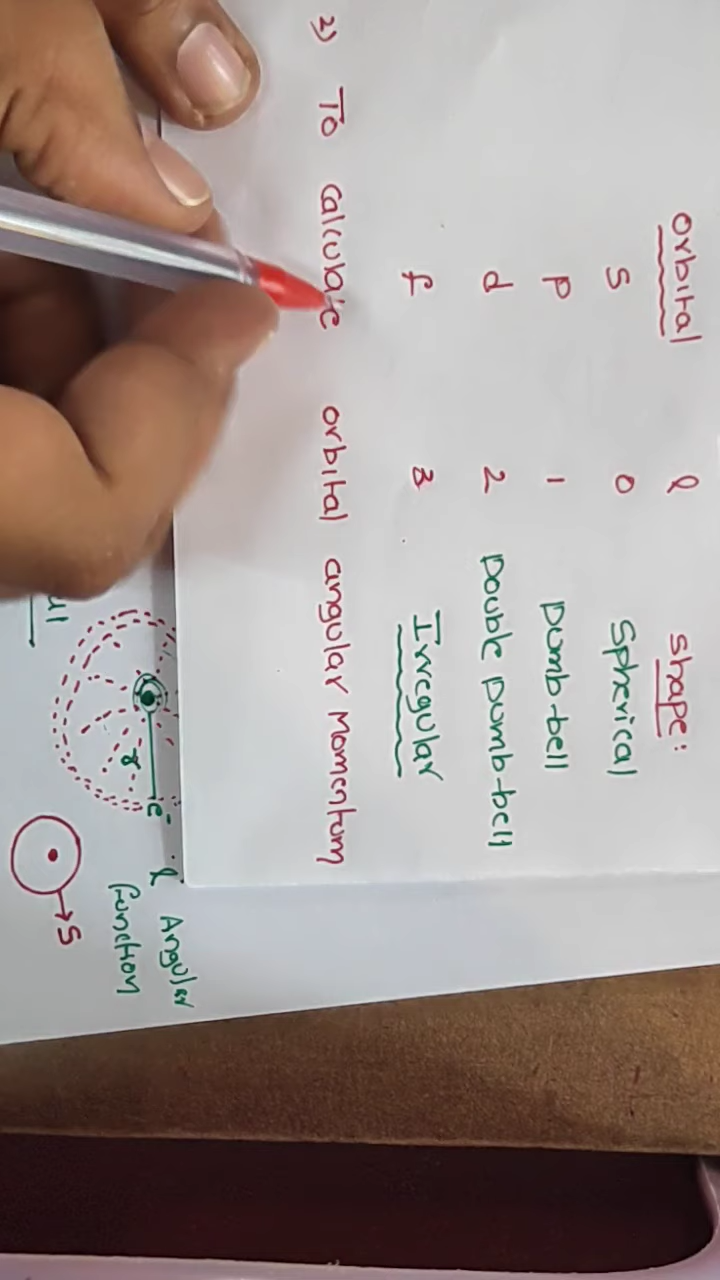 orbital l shape:
s 0 Spherical
p 1 Dumb-bell
d 2 Double Dumb-bell
f 3 Irregular
2) To calculate orbital angular Momentum
l Angular
function
r e-
S